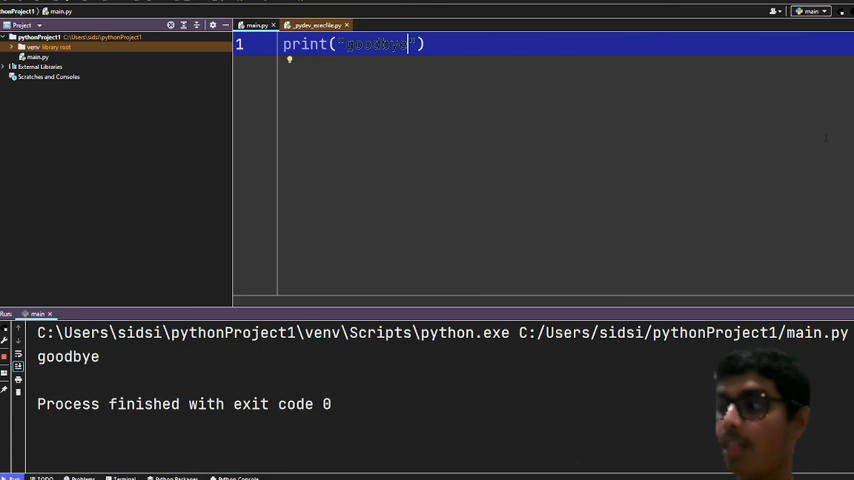 pythonProject1 › main.py
main
Project
main.py
_pydev_execfile.py
pythonProject1 C:\Users\sidsi\pythonProject1
venv library root
main.py
External Libraries
Scratches and Consoles
1 print("goodbye")
Run: main
C:\Users\sidsi\pythonProject1\venv\Scripts\python.exe C:/Users/sidsi/pythonProject1/main.py
goodbye
Process finished with exit code 0
Run TODO Problems Terminal Python Packages Python Console